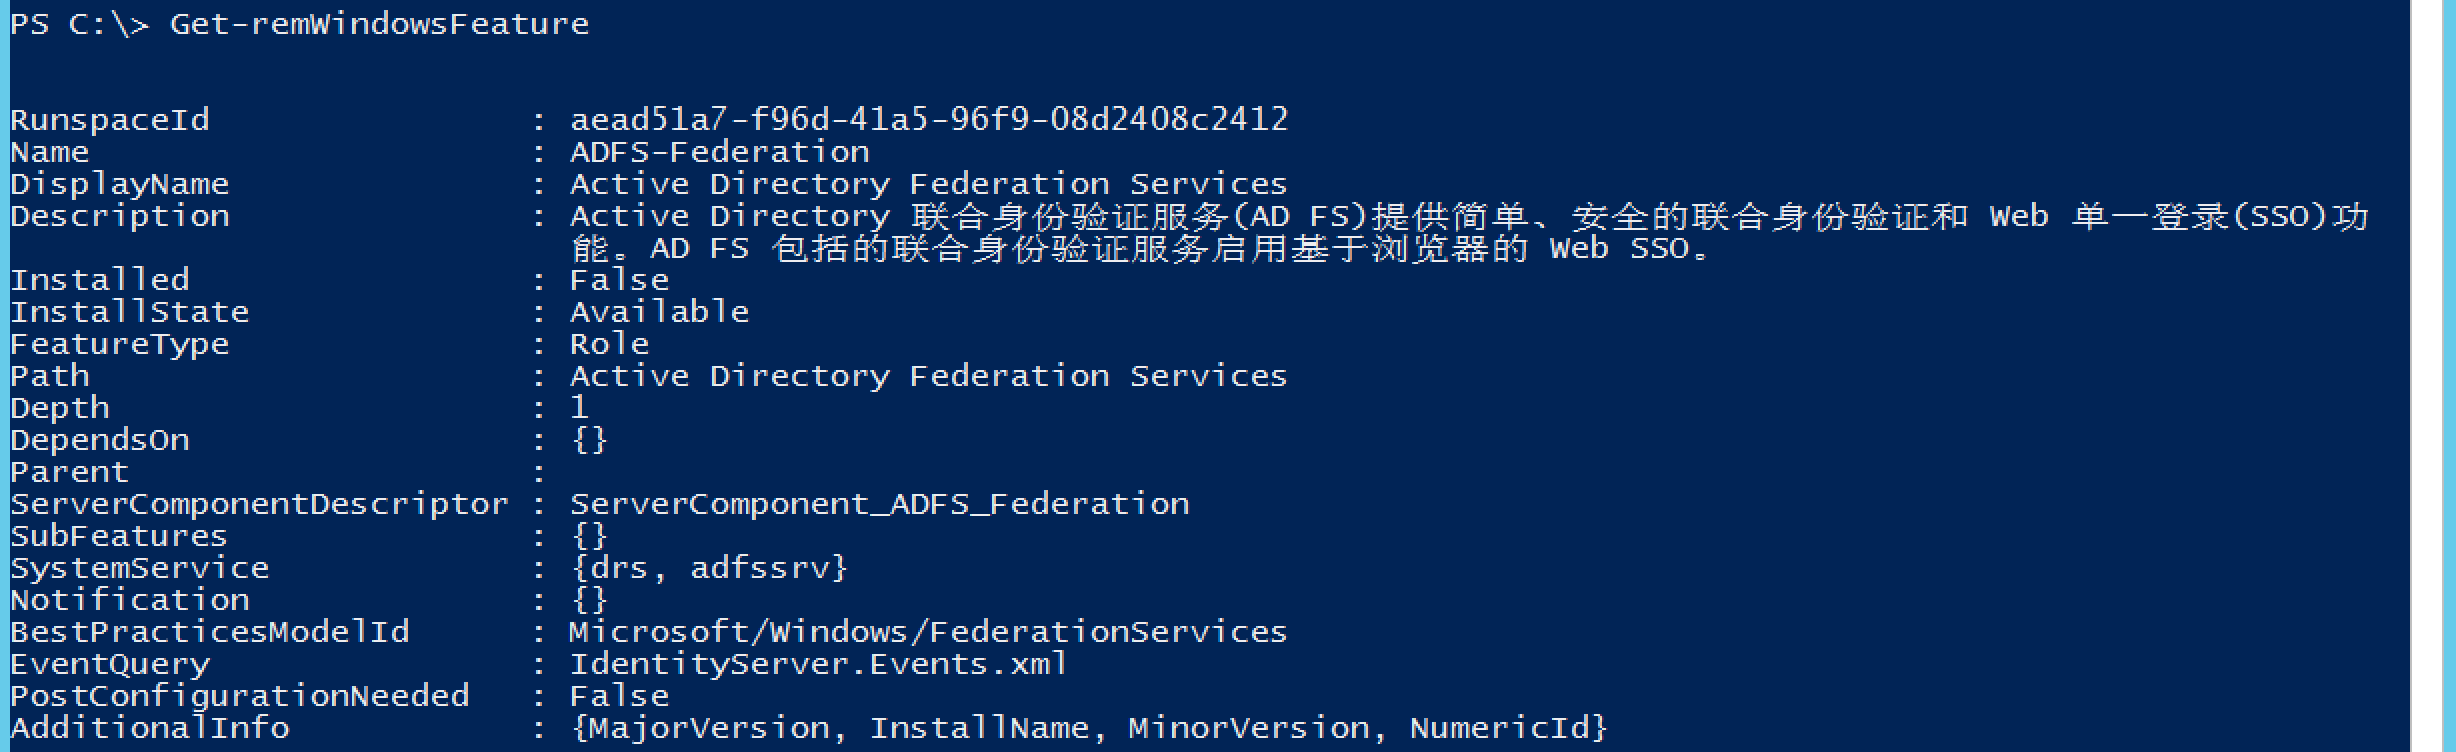 PS C:\> Get-remWindowsFeature
RunspaceId : aead51a7-f96d-41a5-96f9-08d2408c2412
Name : ADFS-Federation
DisplayName : Active Directory Federation Services
Description : Active Directory 联合身份验证服务(AD FS)提供简单、安全的联合身份验证和 Web 单一登录(SSO)功
能。AD FS 包括的联合身份验证服务启用基于浏览器的 Web SSO。
Installed : False
InstallState : Available
FeatureType : Role
Path : Active Directory Federation Services
Depth : 1
DependsOn : {}
Parent :
ServerComponentDescriptor : ServerComponent_ADFS_Federation
SubFeatures : {}
SystemService : {drs, adfssrv}
Notification : {}
BestPracticesModelId : Microsoft/Windows/FederationServices
EventQuery : IdentityServer.Events.xml
PostConfigurationNeeded : False
AdditionalInfo : {MajorVersion, InstallName, MinorVersion, NumericId}